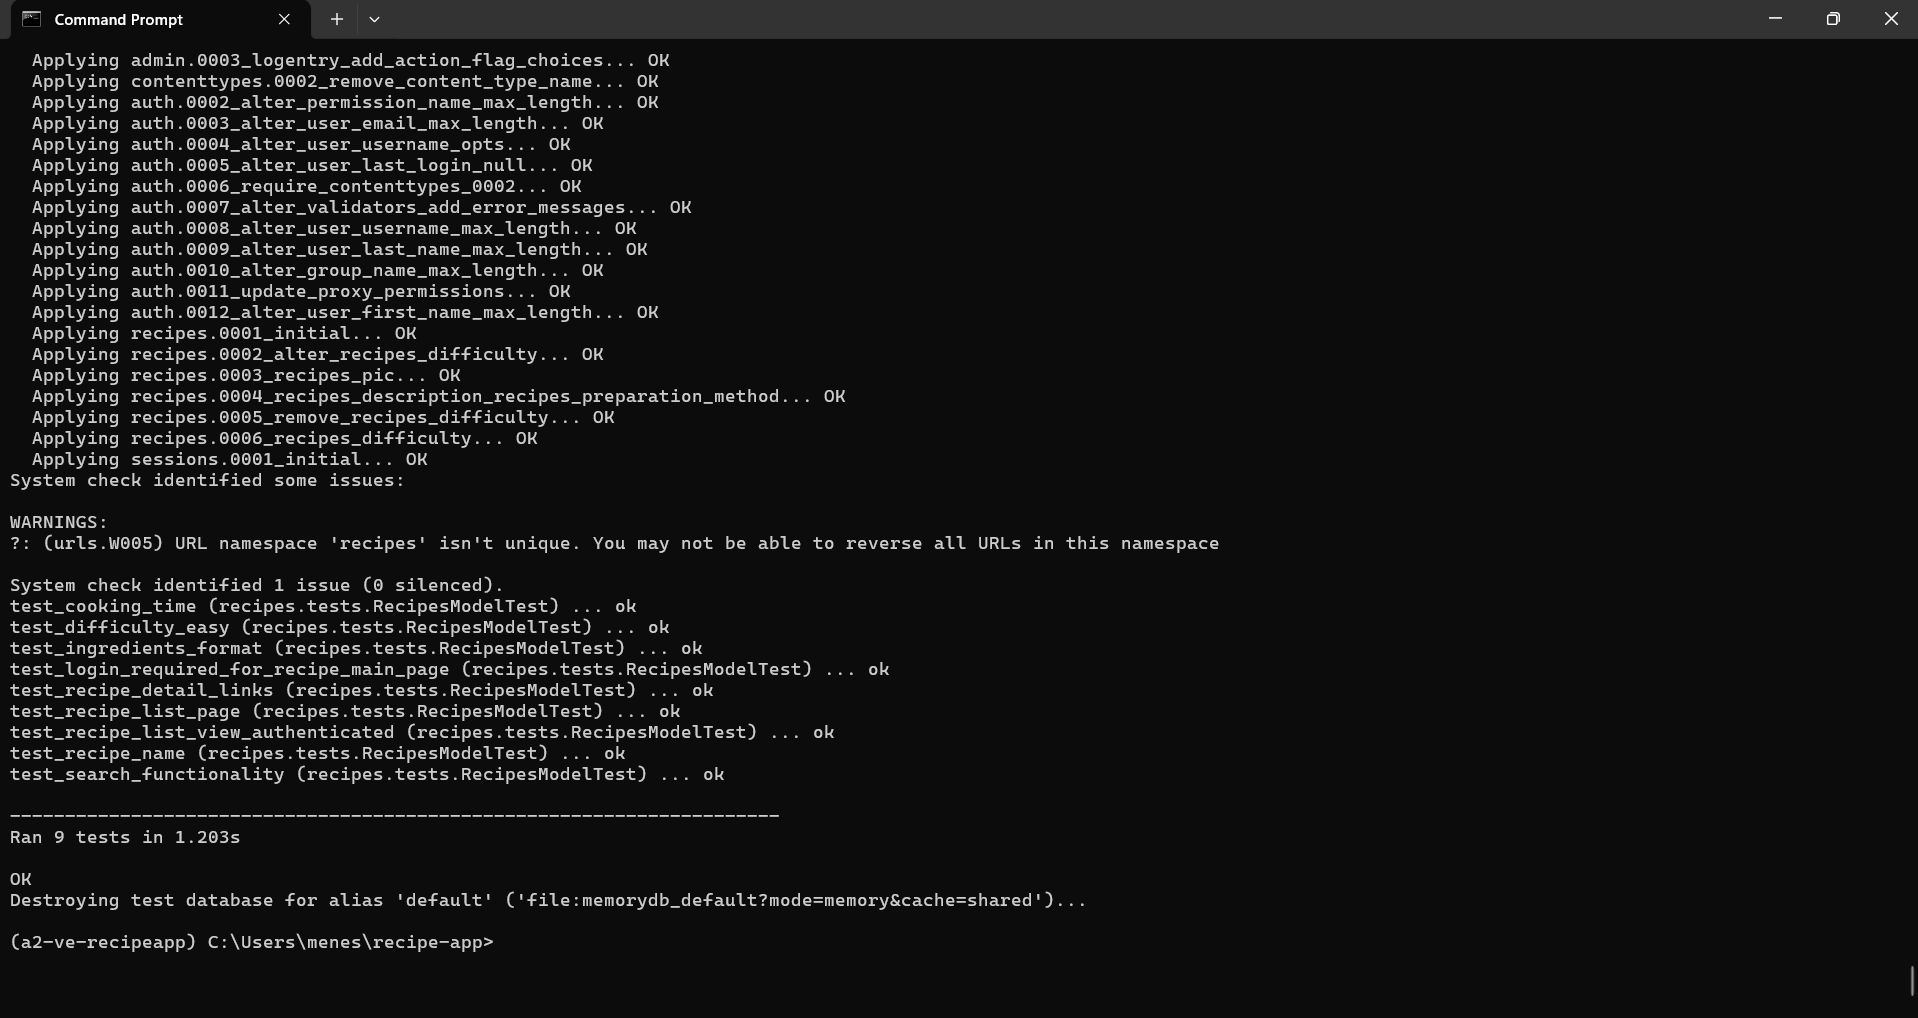 Command Prompt
Applying admin.0003_logentry_add_action_flag_choices... OK
Applying contenttypes.0002_remove_content_type_name... OK
Applying auth.0002_alter_permission_name_max_length... OK
Applying auth.0003_alter_user_email_max_length... OK
Applying auth.0004_alter_user_username_opts... OK
Applying auth.0005_alter_user_last_login_null... OK
Applying auth.0006_require_contenttypes_0002... OK
Applying auth.0007_alter_validators_add_error_messages... OK
Applying auth.0008_alter_user_username_max_length... OK
Applying auth.0009_alter_user_last_name_max_length... OK
Applying auth.0010_alter_group_name_max_length... OK
Applying auth.0011_update_proxy_permissions... OK
Applying auth.0012_alter_user_first_name_max_length... OK
Applying recipes.0001_initial... OK
Applying recipes.0002_alter_recipes_difficulty... OK
Applying recipes.0003_recipes_pic... OK
Applying recipes.0004_recipes_description_recipes_preparation_method... OK
Applying recipes.0005_remove_recipes_difficulty... OK
Applying recipes.0006_recipes_difficulty... OK
Applying sessions.0001_initial... OK
System check identified some issues:
WARNINGS:
?: (urls.W005) URL namespace 'recipes' isn't unique. You may not be able to reverse all URLs in this namespace
System check identified 1 issue (0 silenced).
test_cooking_time (recipes.tests.RecipesModelTest) ... ok
test_difficulty_easy (recipes.tests.RecipesModelTest) ... ok
test_ingredients_format (recipes.tests.RecipesModelTest) ... ok
test_login_required_for_recipe_main_page (recipes.tests.RecipesModelTest) ... ok
test_recipe_detail_links (recipes.tests.RecipesModelTest) ... ok
test_recipe_list_page (recipes.tests.RecipesModelTest) ... ok
test_recipe_list_view_authenticated (recipes.tests.RecipesModelTest) ... ok
test_recipe_name (recipes.tests.RecipesModelTest) ... ok
test_search_functionality (recipes.tests.RecipesModelTest) ... ok
----------------------------------------------------------------------
Ran 9 tests in 1.203s
OK
Destroying test database for alias 'default' ('file:memorydb_default?mode=memory&cache=shared')...
(a2-ve-recipeapp) C:\Users\menes\recipe-app>